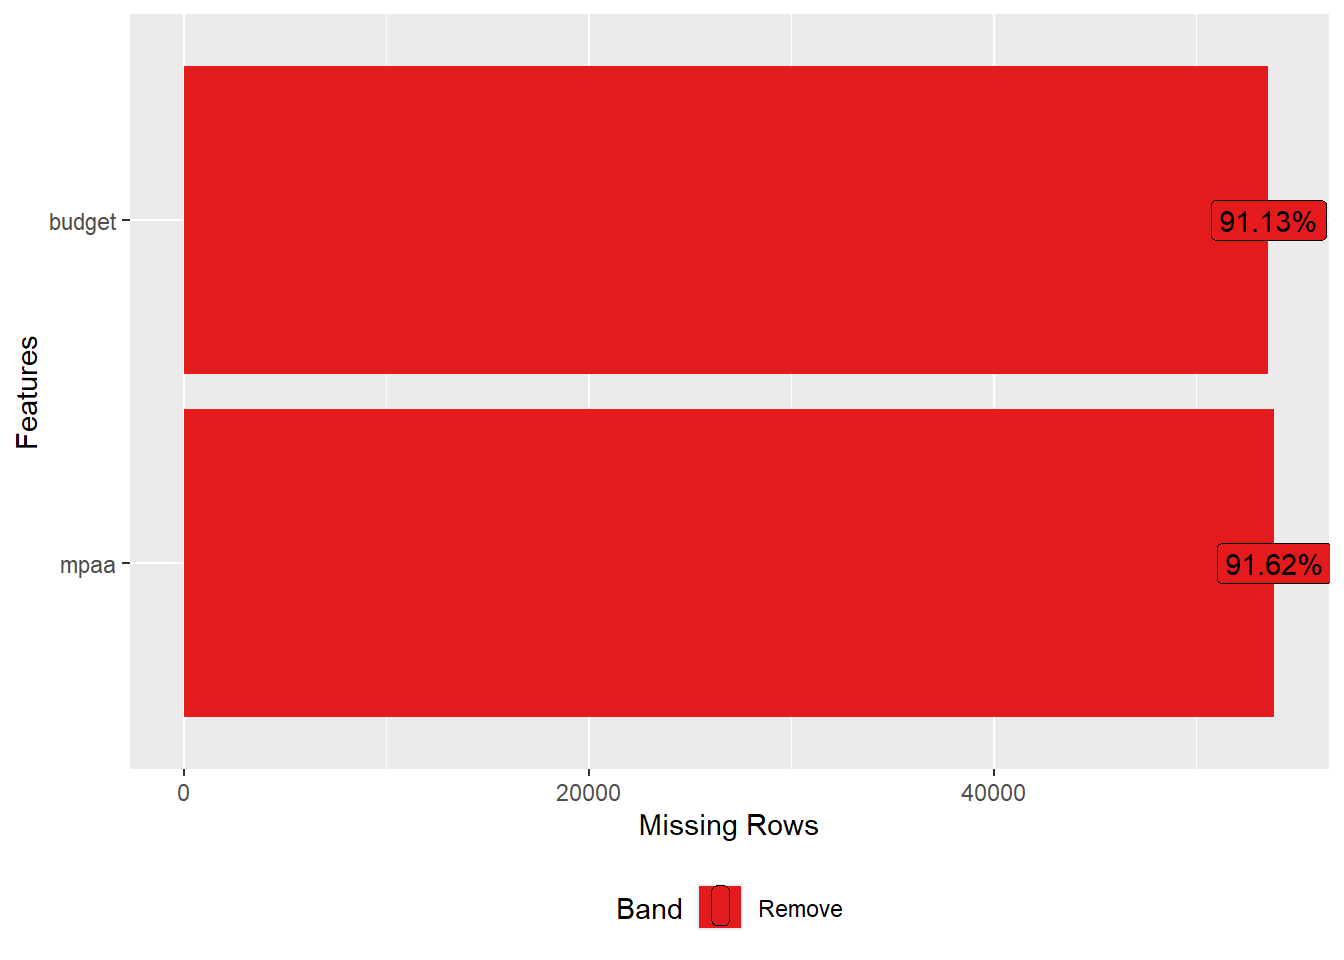 budget
91.13%
Features
mpaa
91.62%
0
20000
40000
Missing Rows
Band
Remove